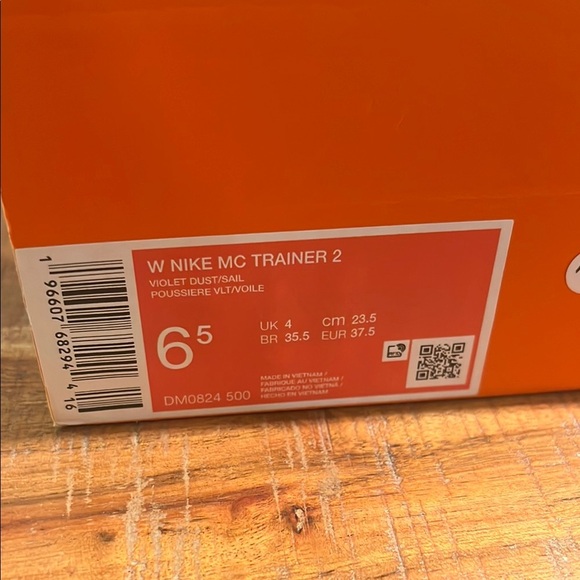 W NIKE MC TRAINER 2
VIOLET DUST/SAIL
POUSSIERE VLT/VOILE
6 5
UK 4 cm 23.5
BR 35.5 EUR 37.5
MADE IN VIETNAM /
FABRIQUÉ AU VIETNAM /
FABRICADO NO VIETNÃ /
HECHO EN VIETNAM
DM0824 500
1 96607 68294 4 16